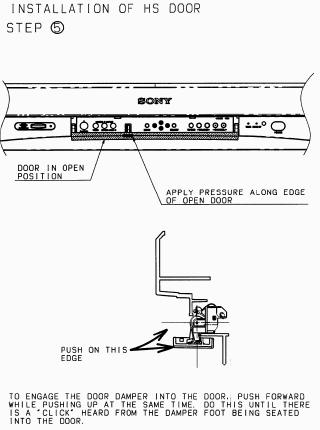 INSTALLATION OF HS DOOR
STEP ⑤
SONY
DOOR IN OPEN
POSITION
APPLY PRESSURE ALONG EDGE
OF OPEN DOOR
PUSH ON THIS
EDGE
TO ENGAGE THE DOOR DAMPER INTO THE DOOR, PUSH FORWARD
WHILE PUSHING UP AT THE SAME TIME. DO THIS UNTIL THERE
IS A "CLICK" HEARD FROM THE DAMPER FOOT BEING SEATED
INTO THE DOOR.